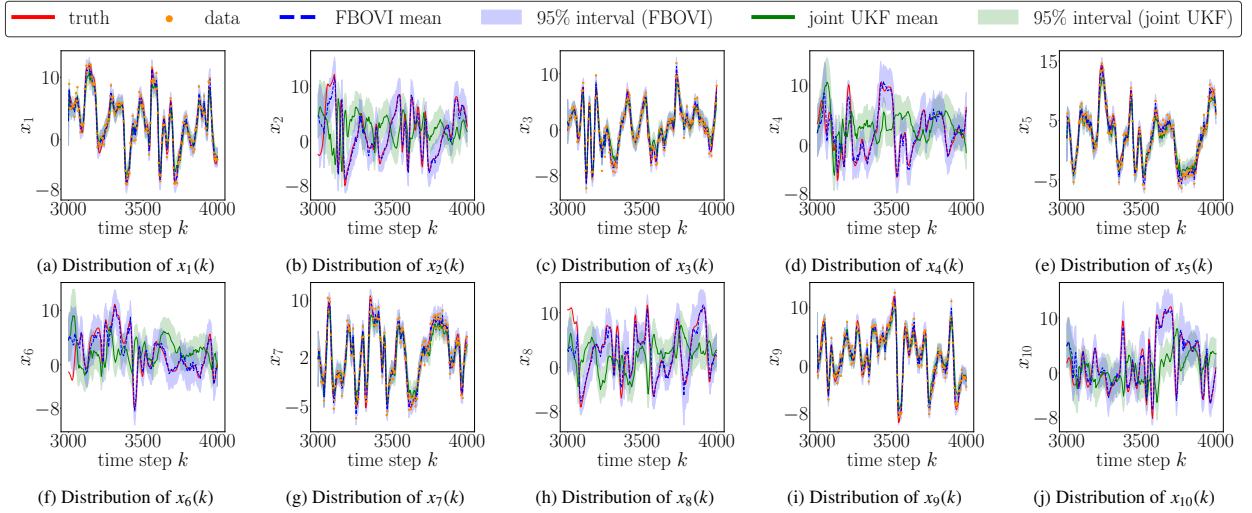 truth data FBOVI mean 95% interval (FBOVI) joint UKF mean 95% interval (joint UKF)
10
0
−8
x₁
3000 3500 4000
time step k
(a) Distribution of x₁(k)
10
0
−8
x₂
3000 3500 4000
time step k
(b) Distribution of x₂(k)
10
0
−8
x₃
3000 3500 4000
time step k
(c) Distribution of x₃(k)
10
0
−8
x₄
3000 3500 4000
time step k
(d) Distribution of x₄(k)
15
5
−5
x₅
3000 3500 4000
time step k
(e) Distribution of x₅(k)
10
0
−8
x₆
3000 3500 4000
time step k
(f) Distribution of x₆(k)
10
2
−5
x₇
3000 3500 4000
time step k
(g) Distribution of x₇(k)
10
0
−8
x₈
3000 3500 4000
time step k
(h) Distribution of x₈(k)
10
0
−8
x₉
3000 3500 4000
time step k
(i) Distribution of x₉(k)
10
0
−8
x₁₀
3000 3500 4000
time step k
(j) Distribution of x₁₀(k)